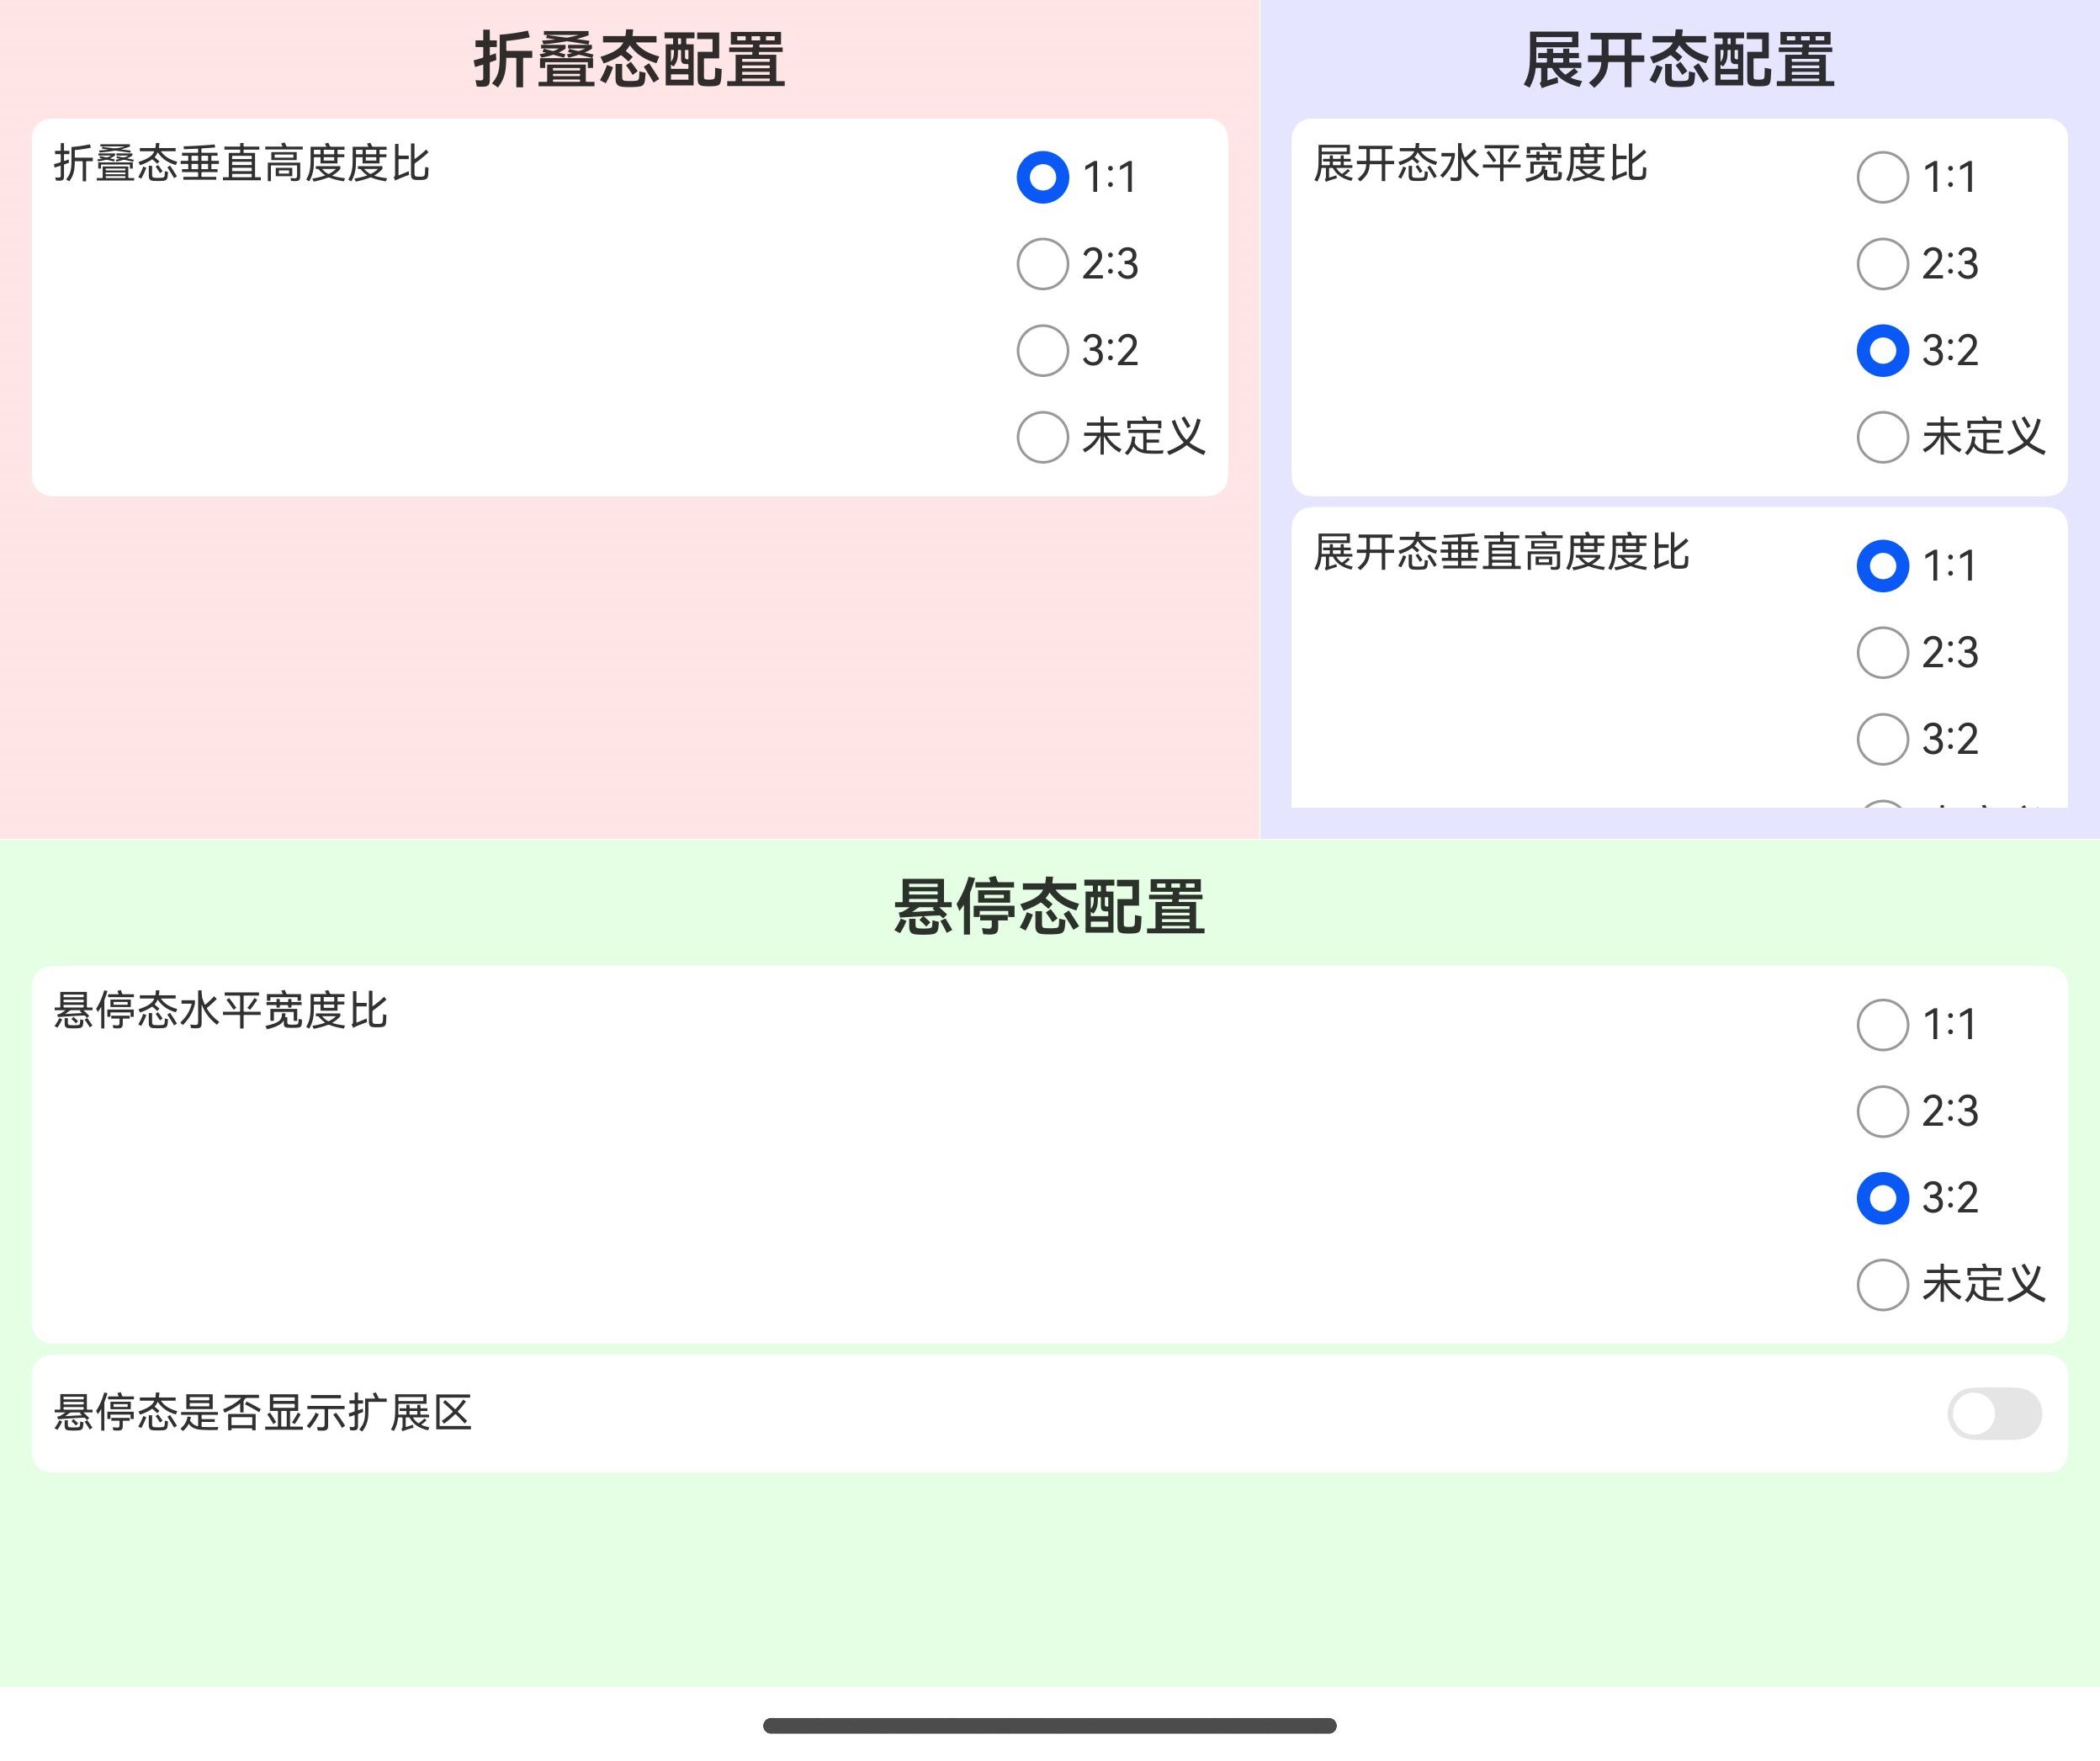 折叠态配置
折叠态垂直高度度比
1:1
2:3
3:2
未定义
展开态配置
展开态水平宽度比
1:1
2:3
3:2
未定义
展开态垂直高度度比
1:1
2:3
3:2
悬停态配置
悬停态水平宽度比
1:1
2:3
3:2
未定义
悬停态是否显示扩展区